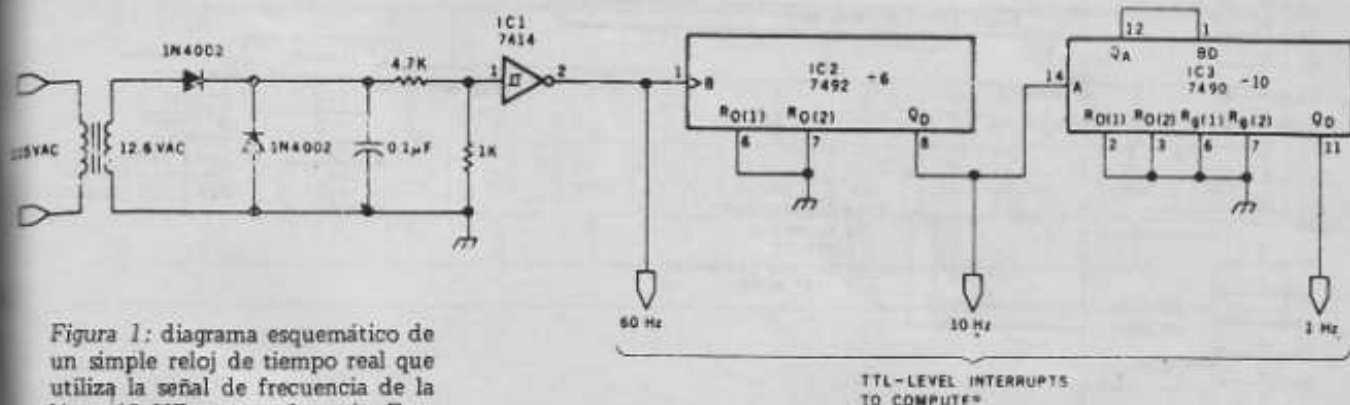 1N4002
12.6 VAC
1N4002
0.1µF
4.7K
1K
IC1
7414
1
2
1
B
IC2
7492
÷6
R0(1)
R0(2)
QD
6
7
8
12
1
QA
BD
IC3
7490
÷10
14
A
R0(1)
R0(2)
R9(1)
R9(2)
QD
2
3
6
7
11
60 Hz
10 Hz
1 Hz
TTL-LEVEL INTERRUPTS
Figura 1: diagrama esquemático de
un simple reloj de tiempo real que
utiliza la señal de frecuencia de la